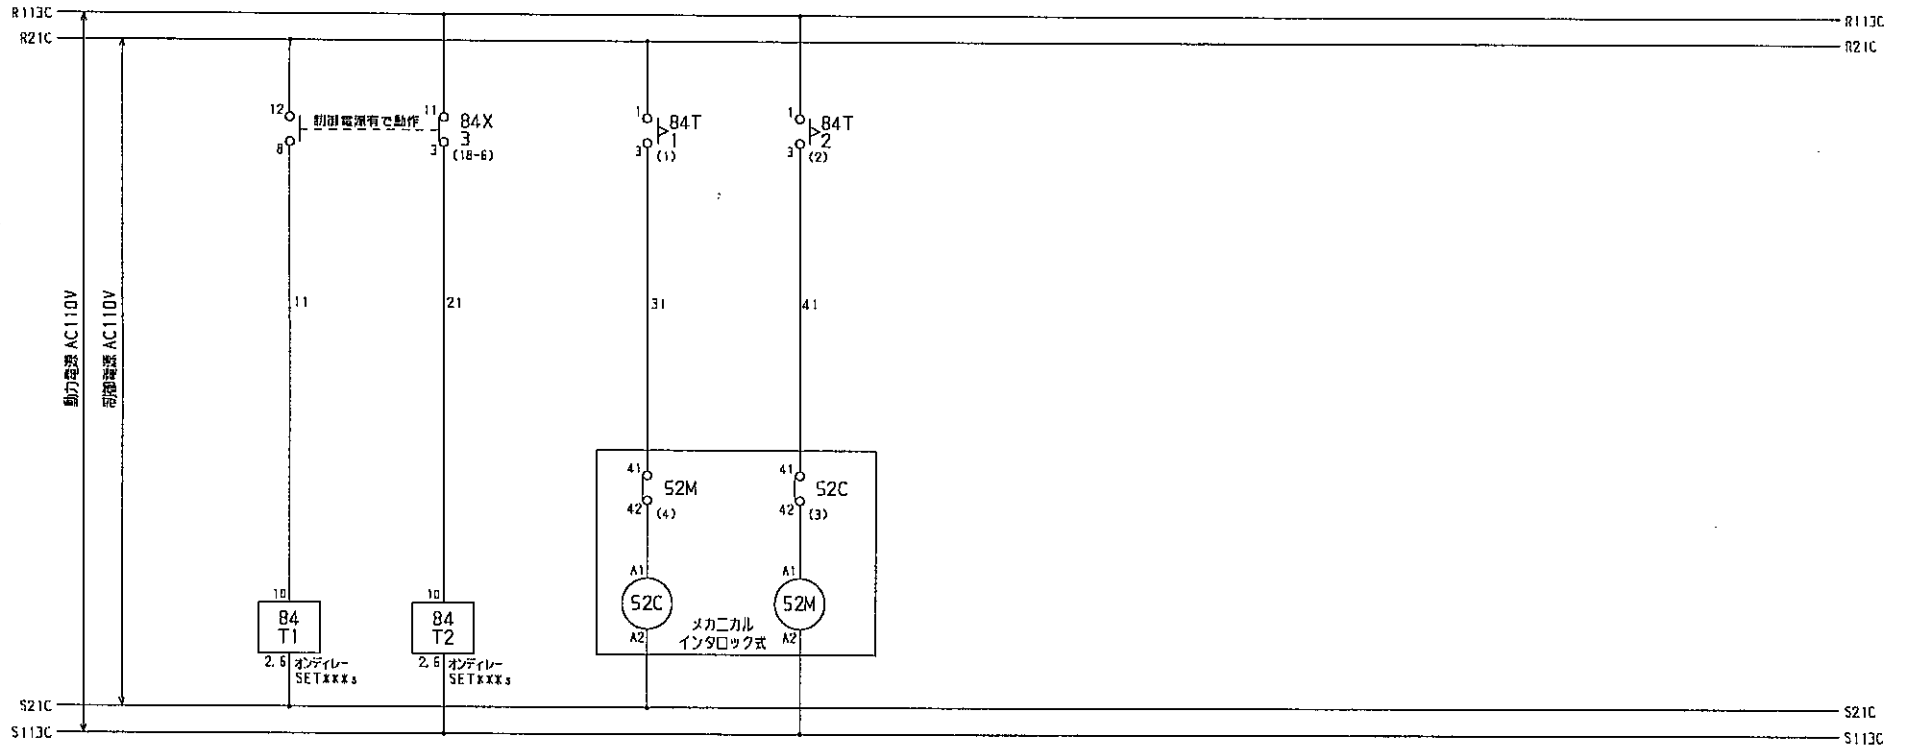 R113C
R113C
R21C
R21C
12
8
制御電源有で動作
11
3
84X
3
(18-6)
1
3
84T
1
(1)
1
3
84T
2
(2)
動力電源 AC110V
制御電源 AC110V
11
21
31
41
41
42
52M
(4)
41
42
52C
(3)
10
84
T1
2,6
オンディレー
SET***s
10
84
T2
2,6
オンディレー
SET***s
A1
52C
A2
A1
52M
A2
メカニカル
インタロック式
S21C
S21C
S113C
S113C